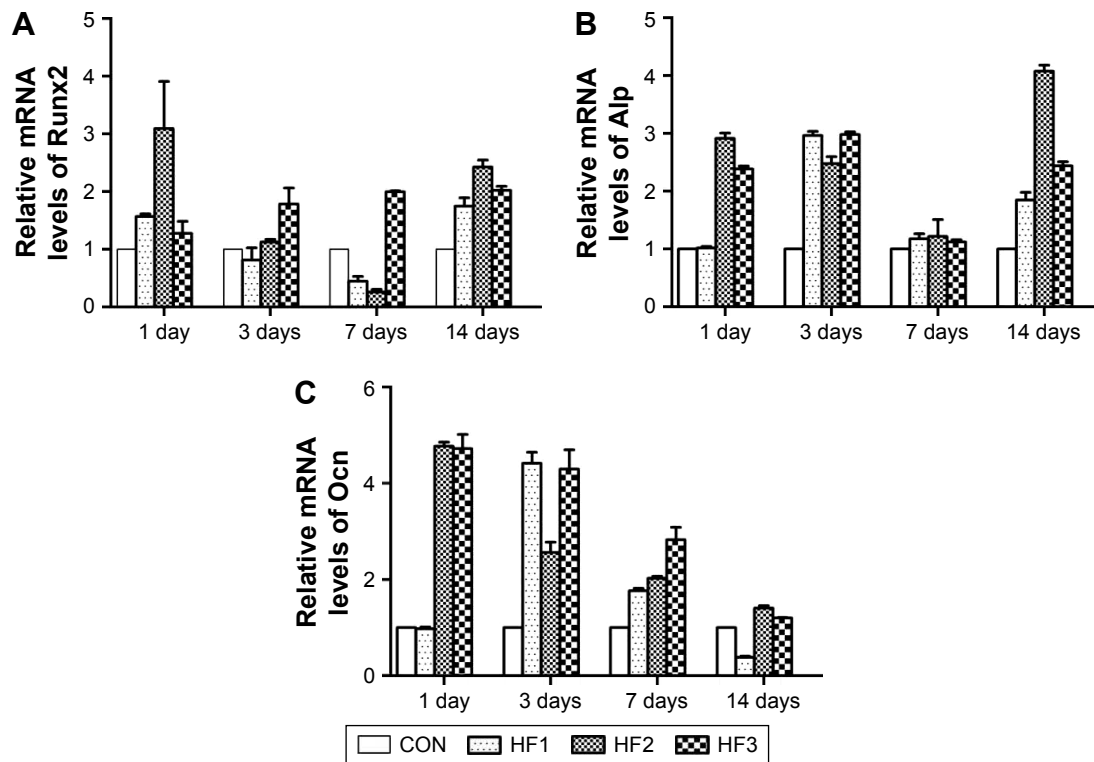 A
Relative mRNA
levels of Runx2
5
4
3
2
1
0
1 day 3 days 7 days 14 days
B
Relative mRNA
levels of Alp
5
4
3
2
1
0
1 day 3 days 7 days 14 days
C
Relative mRNA
levels of Ocn
6
4
2
0
1 day 3 days 7 days 14 days
CON HF1 HF2 HF3